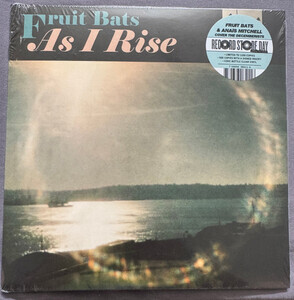 Fruit Bats
As I Rise
FRUIT BATS
& ANAIS MITCHELL
COVER THE DECEMBERISTS
RECORD STORE DAY